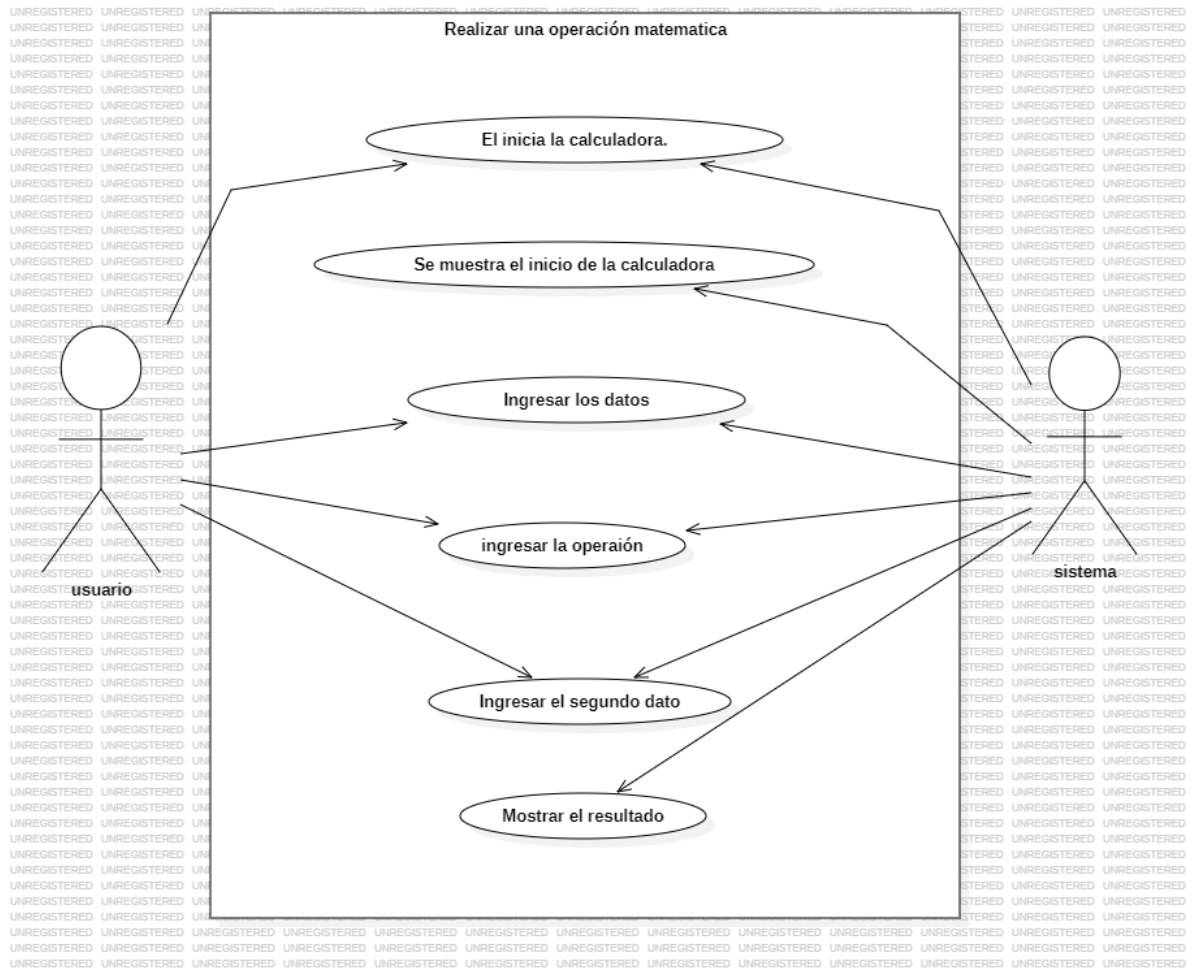 Realizar una operación matematica
El inicia la calculadora.
Se muestra el inicio de la calculadora
Ingresar los datos
ingresar la operaión
usuario
sistema
Ingresar el segundo dato
Mostrar el resultado
UNREGISTERED